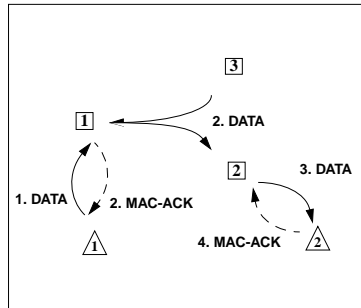 3
1
2. DATA
2
3. DATA
1. DATA
2. MAC-ACK
4. MAC-ACK
1
2